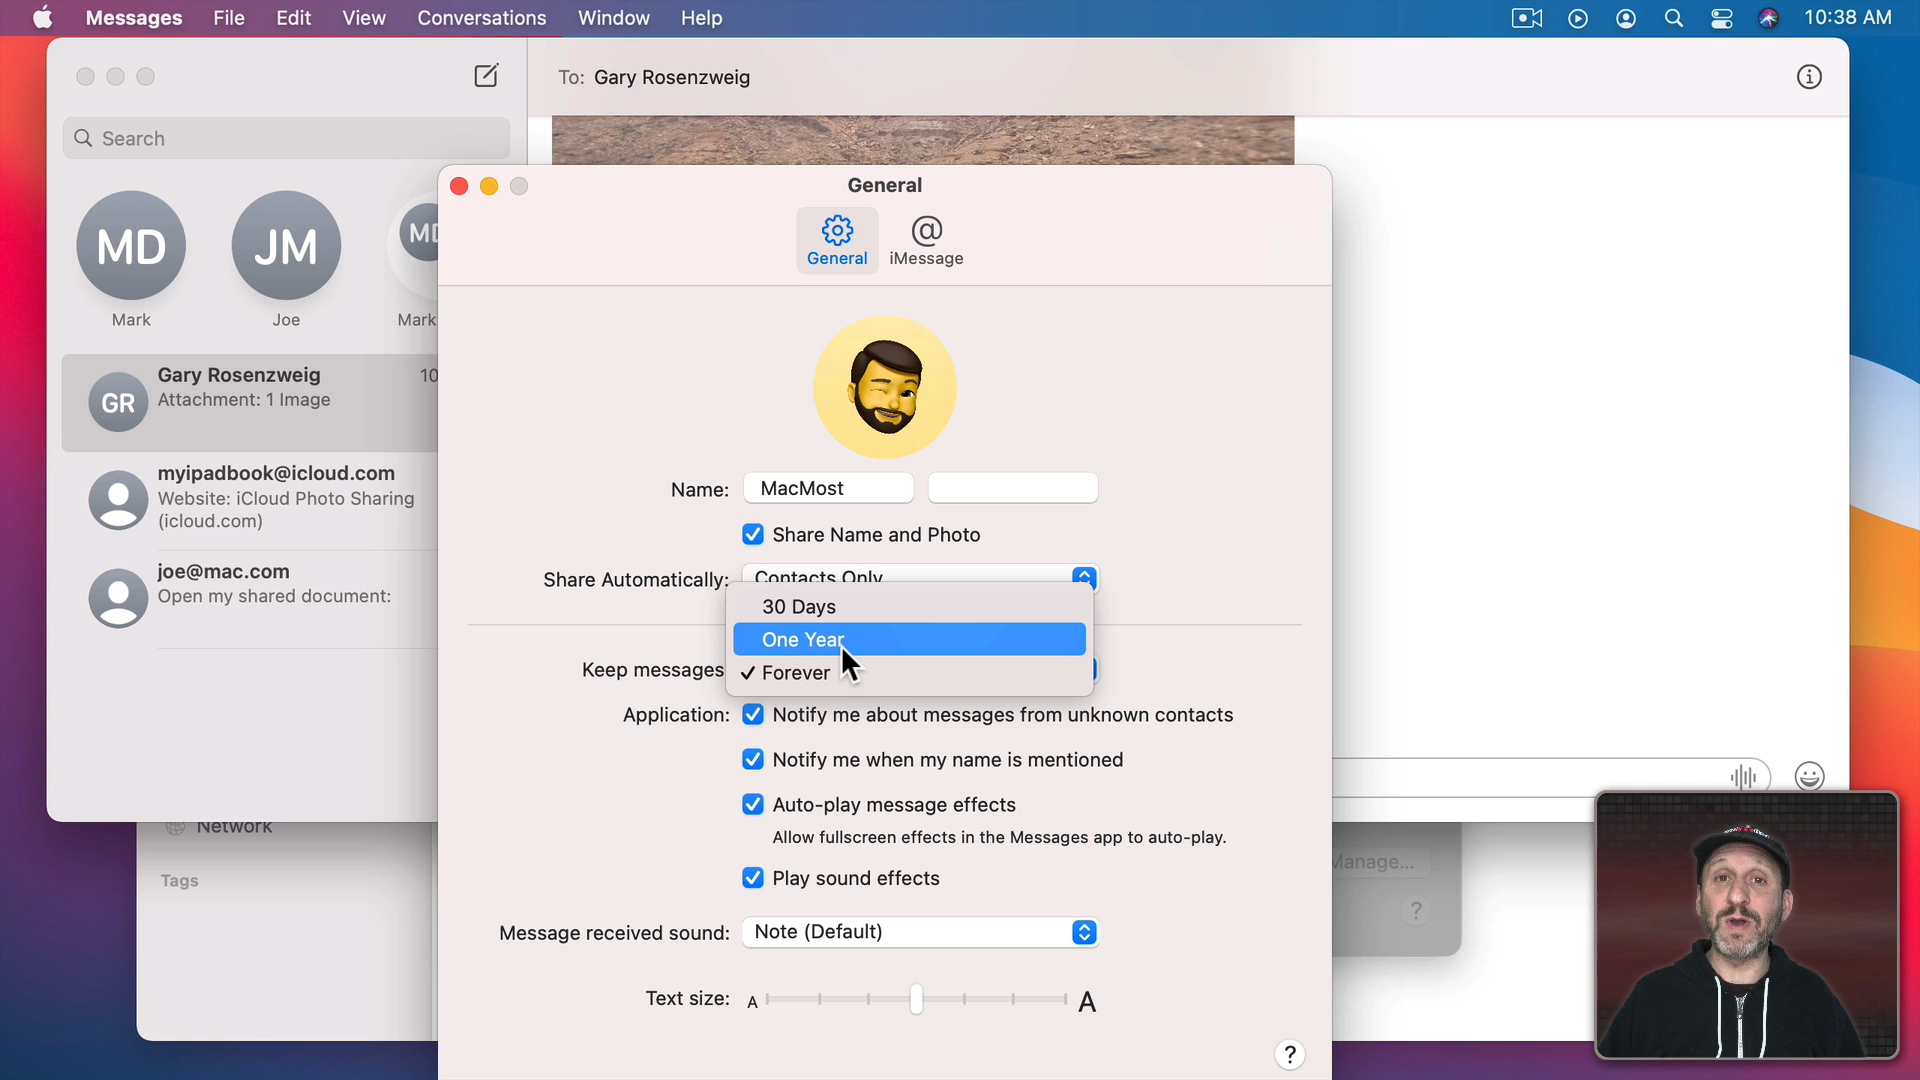 Messages File Edit View Conversations Window Help 10:38 AM
To: Gary Rosenzweig
Search
MD
JM
Mark
Joe
Mark
Gary Rosenzweig 10
Attachment: 1 Image
GR
myipadbook@icloud.com
Website: iCloud Photo Sharing
(icloud.com)
joe@mac.com
Open my shared document:
Network
Tags
General
General
@
iMessage
Name: MacMost
Share Name and Photo
Share Automatically: Contacts Only
30 Days
One Year
Keep messages
✓ Forever
Application: Notify me about messages from unknown contacts
Notify me when my name is mentioned
Auto-play message effects
Allow fullscreen effects in the Messages app to auto-play.
Play sound effects
Message received sound: Note (Default)
Text size: A A
?
Manage...
?